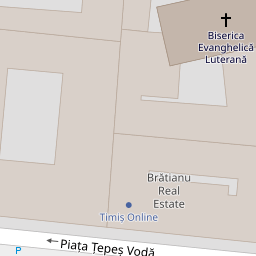 Biserica
Evanghelică
Luterană
Brătianu
Real
Estate
Timiș Online
Piața Țepeș Vodă
P